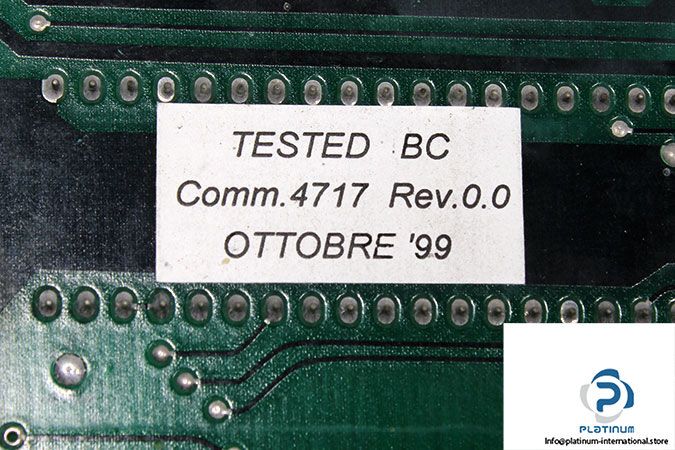 TESTED BC
Comm.4717 Rev.0.0
OTTOBRE '99
PLATINUM
Info@platinum-international.store